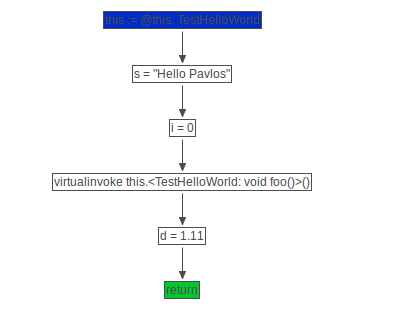 this := @this: TestHelloWorld
s = "Hello Pavlos"
i = 0
virtualinvoke this.<TestHelloWorld: void foo()>()
d = 1.11
return